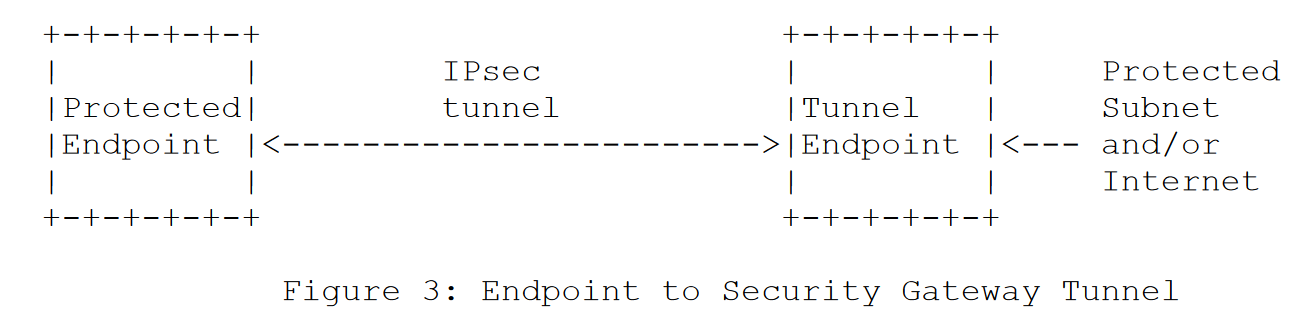 +-+-+-+-+-+                          +-+-+-+-+-+
|         |         IPsec            |         |     Protected
|Protected|         tunnel           |Tunnel   |     Subnet
|Endpoint |<------------------------>|Endpoint |<--- and/or
|         |                          |         |     Internet
+-+-+-+-+-+                          +-+-+-+-+-+
Figure 3: Endpoint to Security Gateway Tunnel